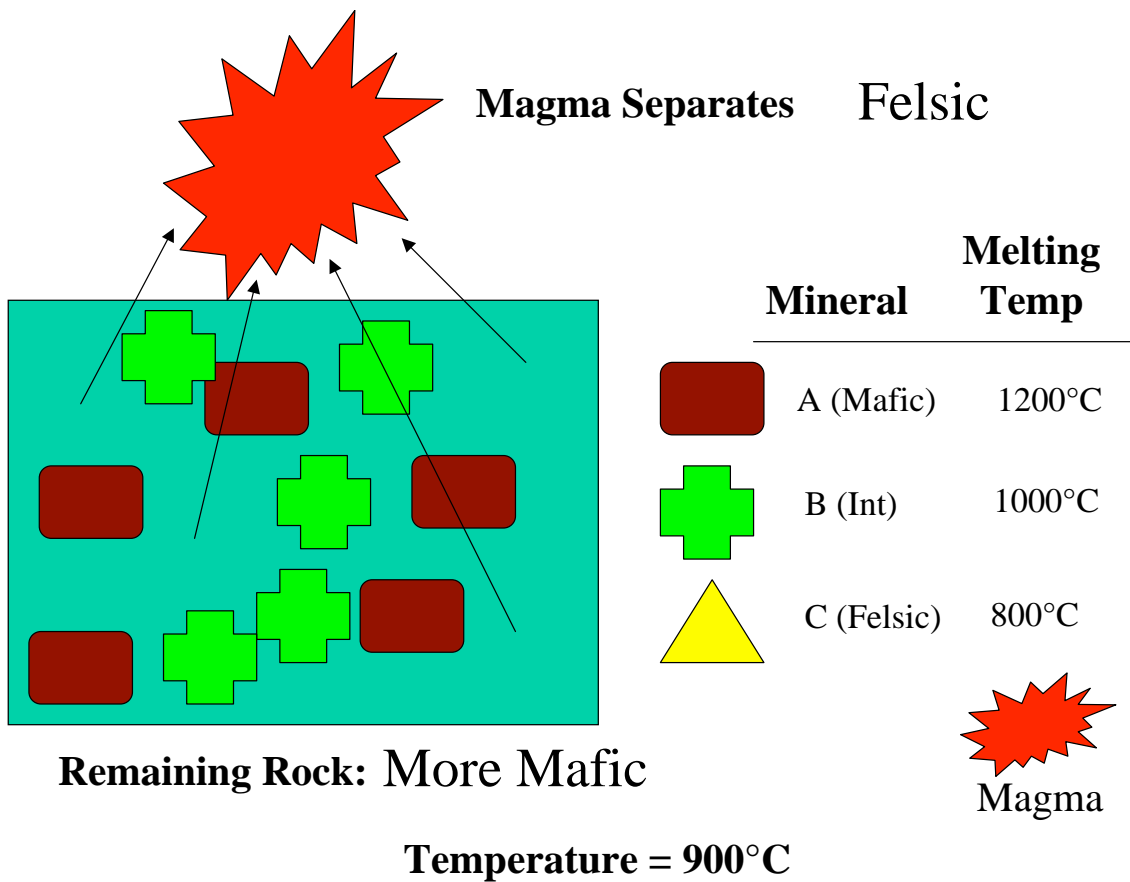 Magma Separates Felsic
Mineral Melting Temp
A (Mafic) 1200°C
B (Int) 1000°C
C (Felsic) 800°C
Magma
Remaining Rock: More Mafic
Temperature = 900°C